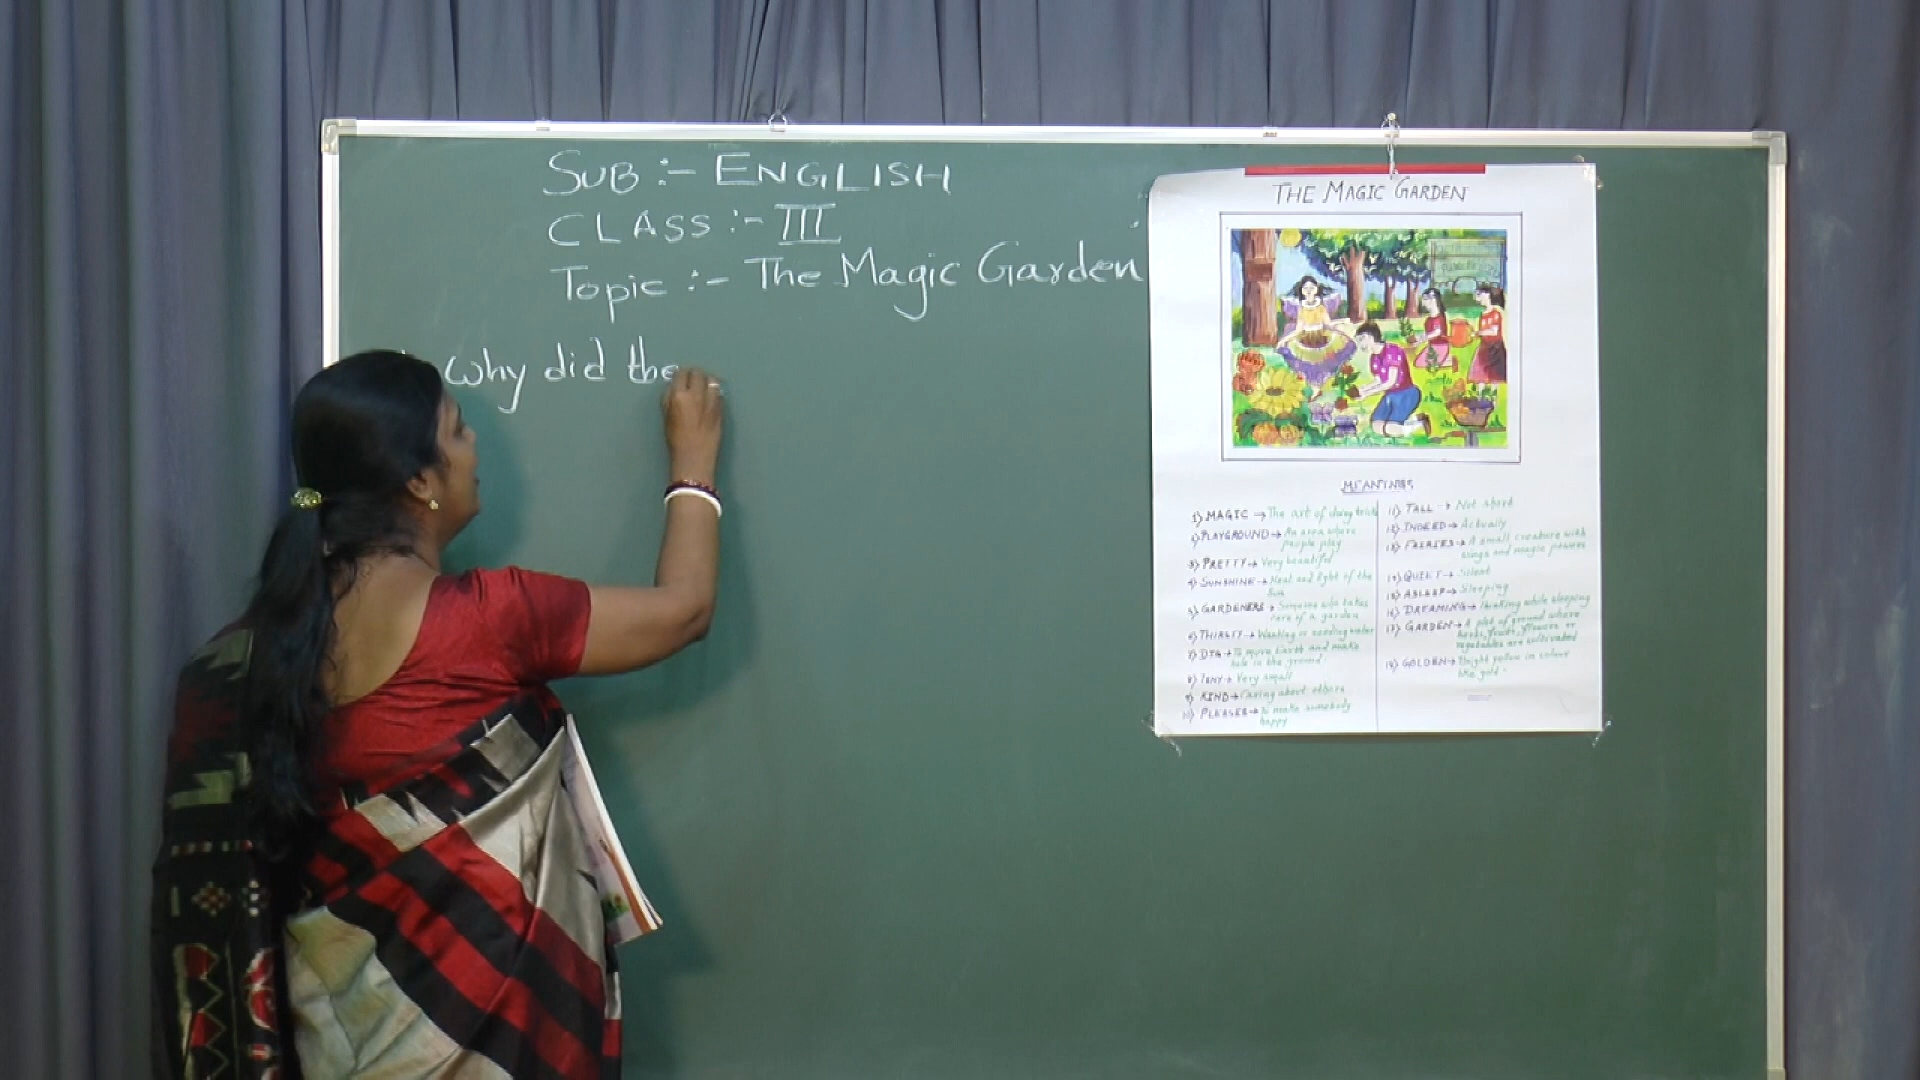 SUB :- ENGLISH
CLASS :- III
Topic :- The Magic Garden
Why did the
THE MAGIC GARDEN
MEANINGS
1) MAGIC → The art of doing trick
2) PLAYGROUND → An area where
people play
3) PRETTY → Very beautiful
4) SUNSHINE → Heat and light of the
Sun
5) GARDENERS → Someone who takes
care of a garden
6) THIRSTY → Wanting or needing water
7) DIG → To move Earth and make
hole in the ground
8) TINY → Very small
9) KIND → Caring about others
10) PLEASED → To make somebody
happy
11) TALL → Not short
12) INDEED → Actually
13) FAERIES → A small creature with
wings and magic powers
14) QUIET → Silent
15) ASLEEP → Sleeping
16) DREAMING → Thinking while sleeping
17) GARDEN → A plot of ground where
herbs, fruits, flowers or
vegetables are cultivated
18) GOLDEN → Bright yellow in colour
like gold